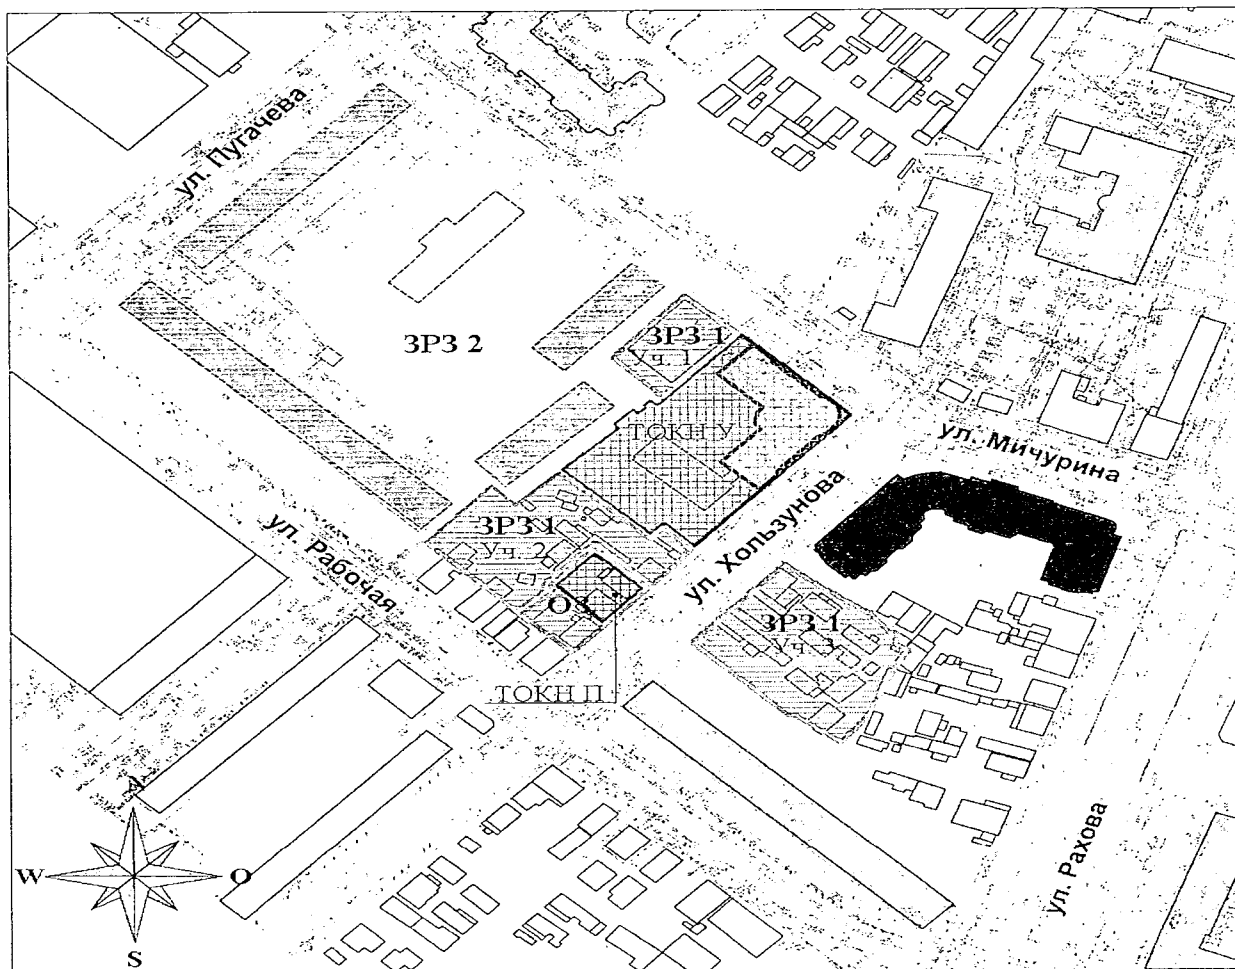 ул. Пугачева
ЗРЗ 2
ЗРЗ 1
Уч. 1
ТОКН У
ул. Мичурина
ЗРЗ 1
Уч. 2
ул. Хользунова
ул. Рабочая
ЗРЗ 1
Уч. 3
ТОКН П
ул. Рахова
W
O
S